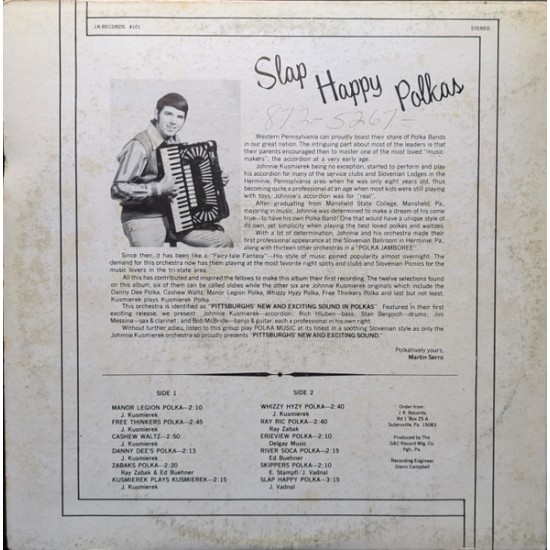 J.K RECORDS 4101
STEREO
Slap Happy Polkas
872-5267-
Western Pennsylvania can proudly boast their share of Polka Bands
in our great nation. The intriguing part about most of the leaders is
that their parents encouraged then to master one of the most loved "music-
makers"; the accordion at a very early age.
Johnie Kusmierek being no exception, started to perform and play
his accordion for many of the service clubs and Slovenian Lodges in the
Herminie, Pennsylvania area when he was only eight years old, thus
becoming quite a professional at an age when most kids were still playing
with toys. Johnie's accordion was for "real".
After graduating from Mansfield State College, Mansfield, Pa.,
majoring in music, Johnie was determined to make a dream of his come
true—to have his own Polka Band! One that would have a unique style of
its own, yet simplicity when playing the best loved polkas and waltzes.
With a lot of determination, Johnie and his orchestra made their
first professional appearance at the Slovenian Ballroom in Herminie, Pa.,
along with thirteen other orchestras in a "POLKA JAMBOREE".
Since then, it has been like a "Fairy-tale Fantasy"—His style of music gained popularity almost overnight. The
demand for this orchestra now has them playing at the most favorite night spots and clubs and Slovenian Picnics for the
music lovers in the tri-state area.
All this has contributed and inspired the fellows to make this album their first recording. The twelve selections found
on this album, six of them can be called oldies while the other six are Johnie Kusmierek originals which include the
Danny Dee Polka, Cashew Waltz, Manor Legion Polka, Whizzy Hyzy Polka, Free Thinkers Polka and last but not least,
Kusmierek plays Kusmierek Polka.
This orchestra is identified as "PITTSBURGHS' NEW AND EXCITING SOUND IN POLKAS". Featured in their first
exciting release, we present: Johnie Kusmierek—accordion; Rich Hluben—bass; Stan Bergoch—drums; Jim
Messina—sax & clarinet; and Bob McBride—banjo & guitar; each a professional in his own right.
Without further adieu, listen to this group play POLKA MUSIC at its finest in a soothing Slovenian style as only the
Johnnie Kusmierek orchestra so proudly presents "PITTSBURGHS' NEW AND EXCITING SOUND."
Polkatively yours,
Martin Serro
SIDE 1
MANOR LEGION POLKA—2:10
J. Kusmierek
FREE THINKERS POLKA—2:45
J. Kusmierek
CASHEW WALTZ—2:50
J. Kusmierek
DANNY DEE'S POLKA—2:13
J. Kusmierek
ZABAKS POLKA—2:20
Ray Zabak & Ed Buehner
KUSMIEREK PLAYS KUSMIEREK—2:15
J. Kusmierek
SIDE 2
WHIZZY HYZY POLKA—2:40
J. Kusmierek
RAY RIC POLKA—2:40
Ray Zabak
ERIEVIEW POLKA—2:10
Delgay Music
RIVER SOCA POLKA—2:15
Ed Buehner
SKIPPERS POLKA—2:15
E. Stampfl/J. Vadnal
SLAP HAPPY POLKA—3:15
J. Vadnal
Order from:
J. K. Records,
Rd 1 Box 25-A
Sutersville, Pa. 15083
Produced by The
G&C Record Mfg. Co.
Pgh, Pa.
Recording Engineer
Glenn Campbell